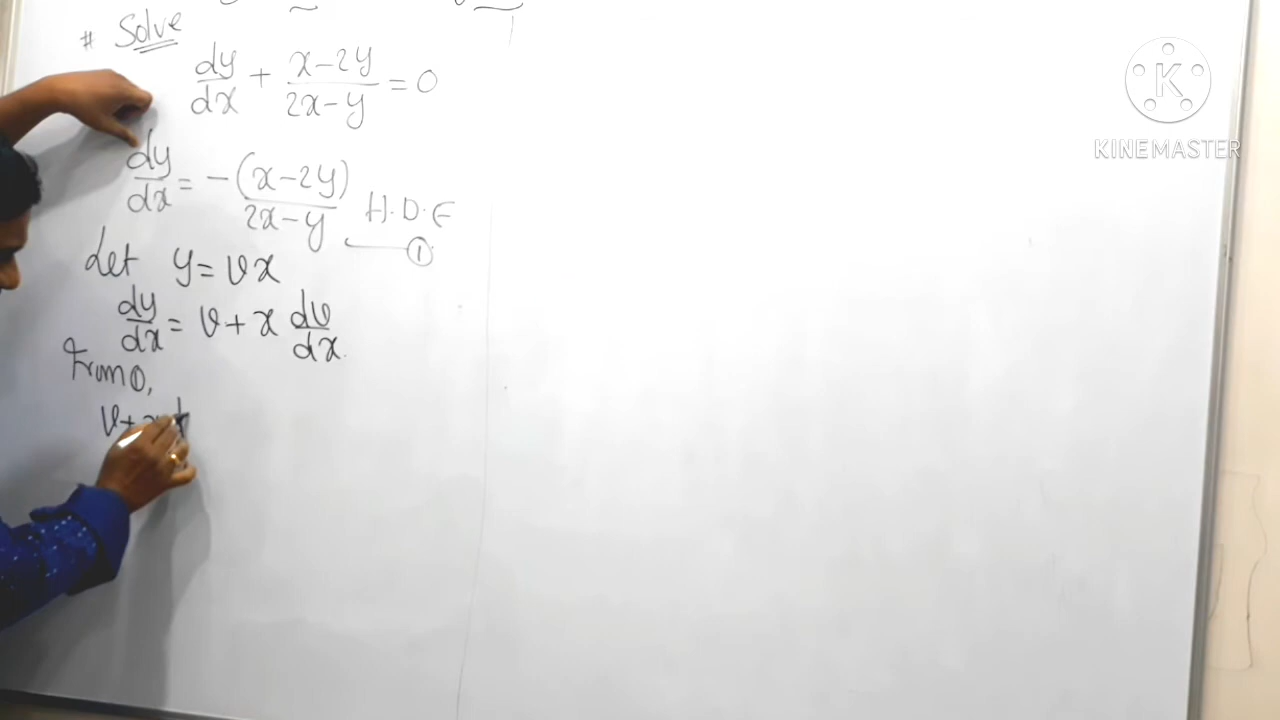 # Solve
dy/dx + (x-2y)/(2x-y) = 0
dy/dx = -(x-2y)/(2x-y) H.D.E
①
Let y = vx
dy/dx = v + x dv/dx.
From ①,
v + x
K
KINEMASTER